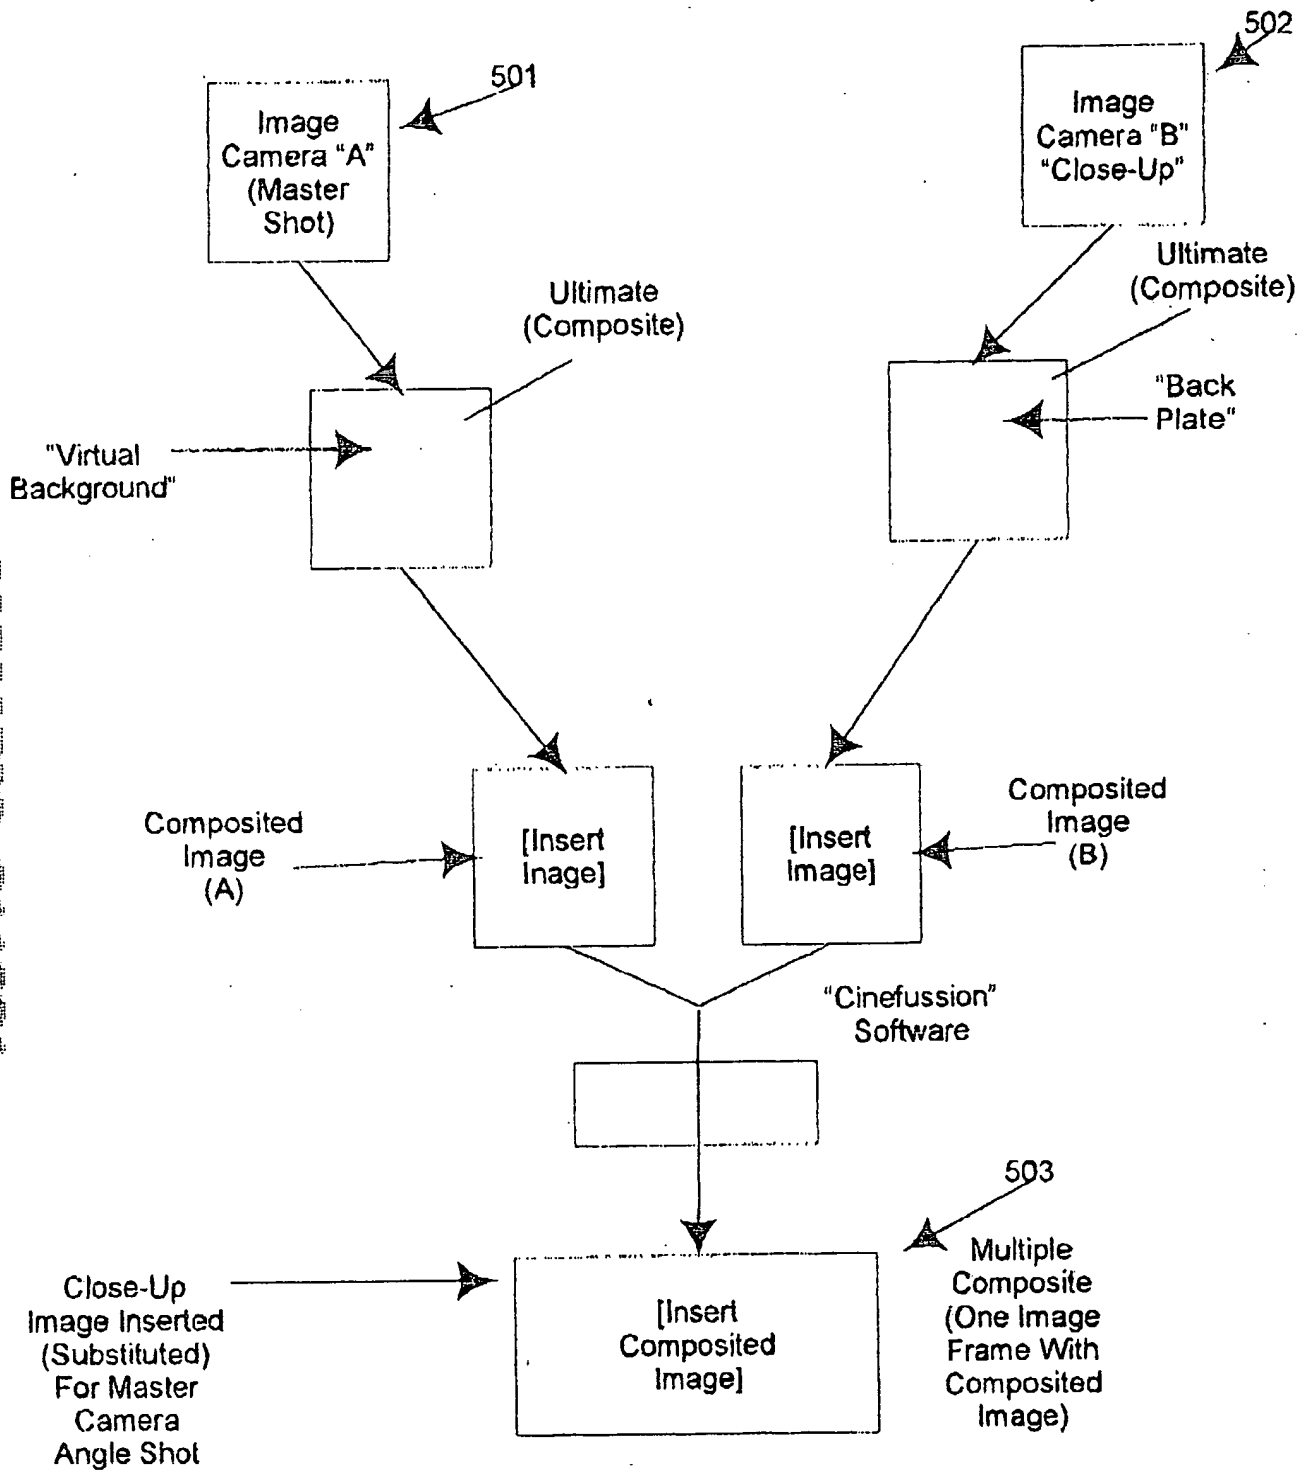 502
501
Image
Camera "A"
(Master
Shot)
Image
Camera "B"
"Close-Up"
Ultimate
(Composite)
Ultimate
(Composite)
"Back
Plate"
"Virtual
Background"
Composited
Image
(A)
[Insert
Inage]
[Insert
Image]
Composited
Image
(B)
"Cinefussion"
Software
503
Close-Up
Image Inserted
(Substituted)
For Master
Camera
Angle Shot
[Insert
Composited
Image]
Multiple
Composite
(One Image
Frame With
Composited
Image)